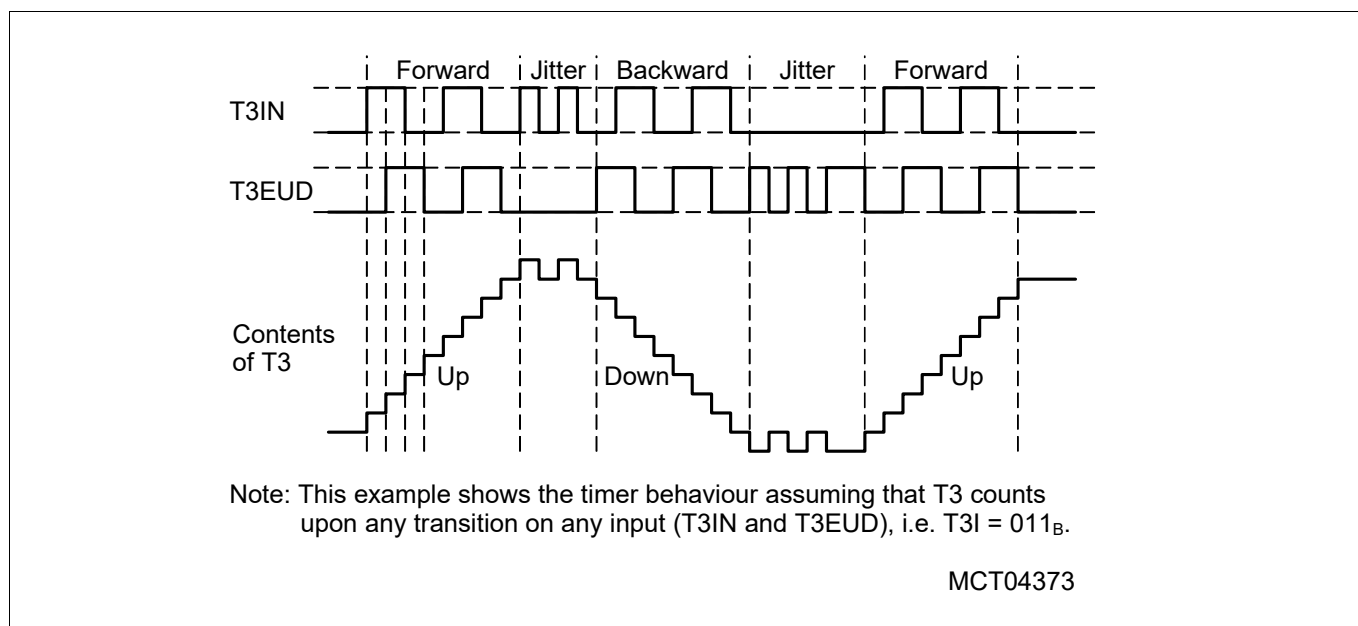 Forward Jitter Backward Jitter Forward
T3IN
T3EUD
Contents
of T3
Up Down Up
Note: This example shows the timer behaviour assuming that T3 counts
upon any transition on any input (T3IN and T3EUD), i.e. T3I = 011B.
MCT04373